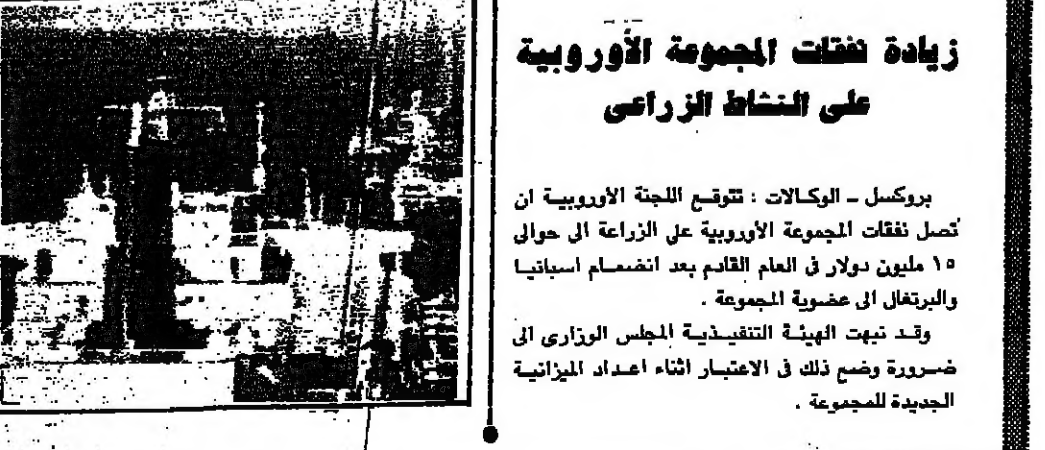 زيادة نفقات المجموعة الأوروبية
على النشاط الزراعى
بروكسل ـ الوكالات : تتوقع اللجنة الأوروبية ان
تصل نفقات المجموعة الأوروبية على الزراعة الى حوالى
١٥ مليون دولار فى العام القادم بعد انضمام اسبانيا
والبرتغال الى عضوية المجموعة .
وقد نبهت الهيئة التنفيذية المجلس الوزارى الى
ضرورة وضع ذلك فى الاعتبار اثناء اعداد الميزانية
الجديدة للمجموعة .